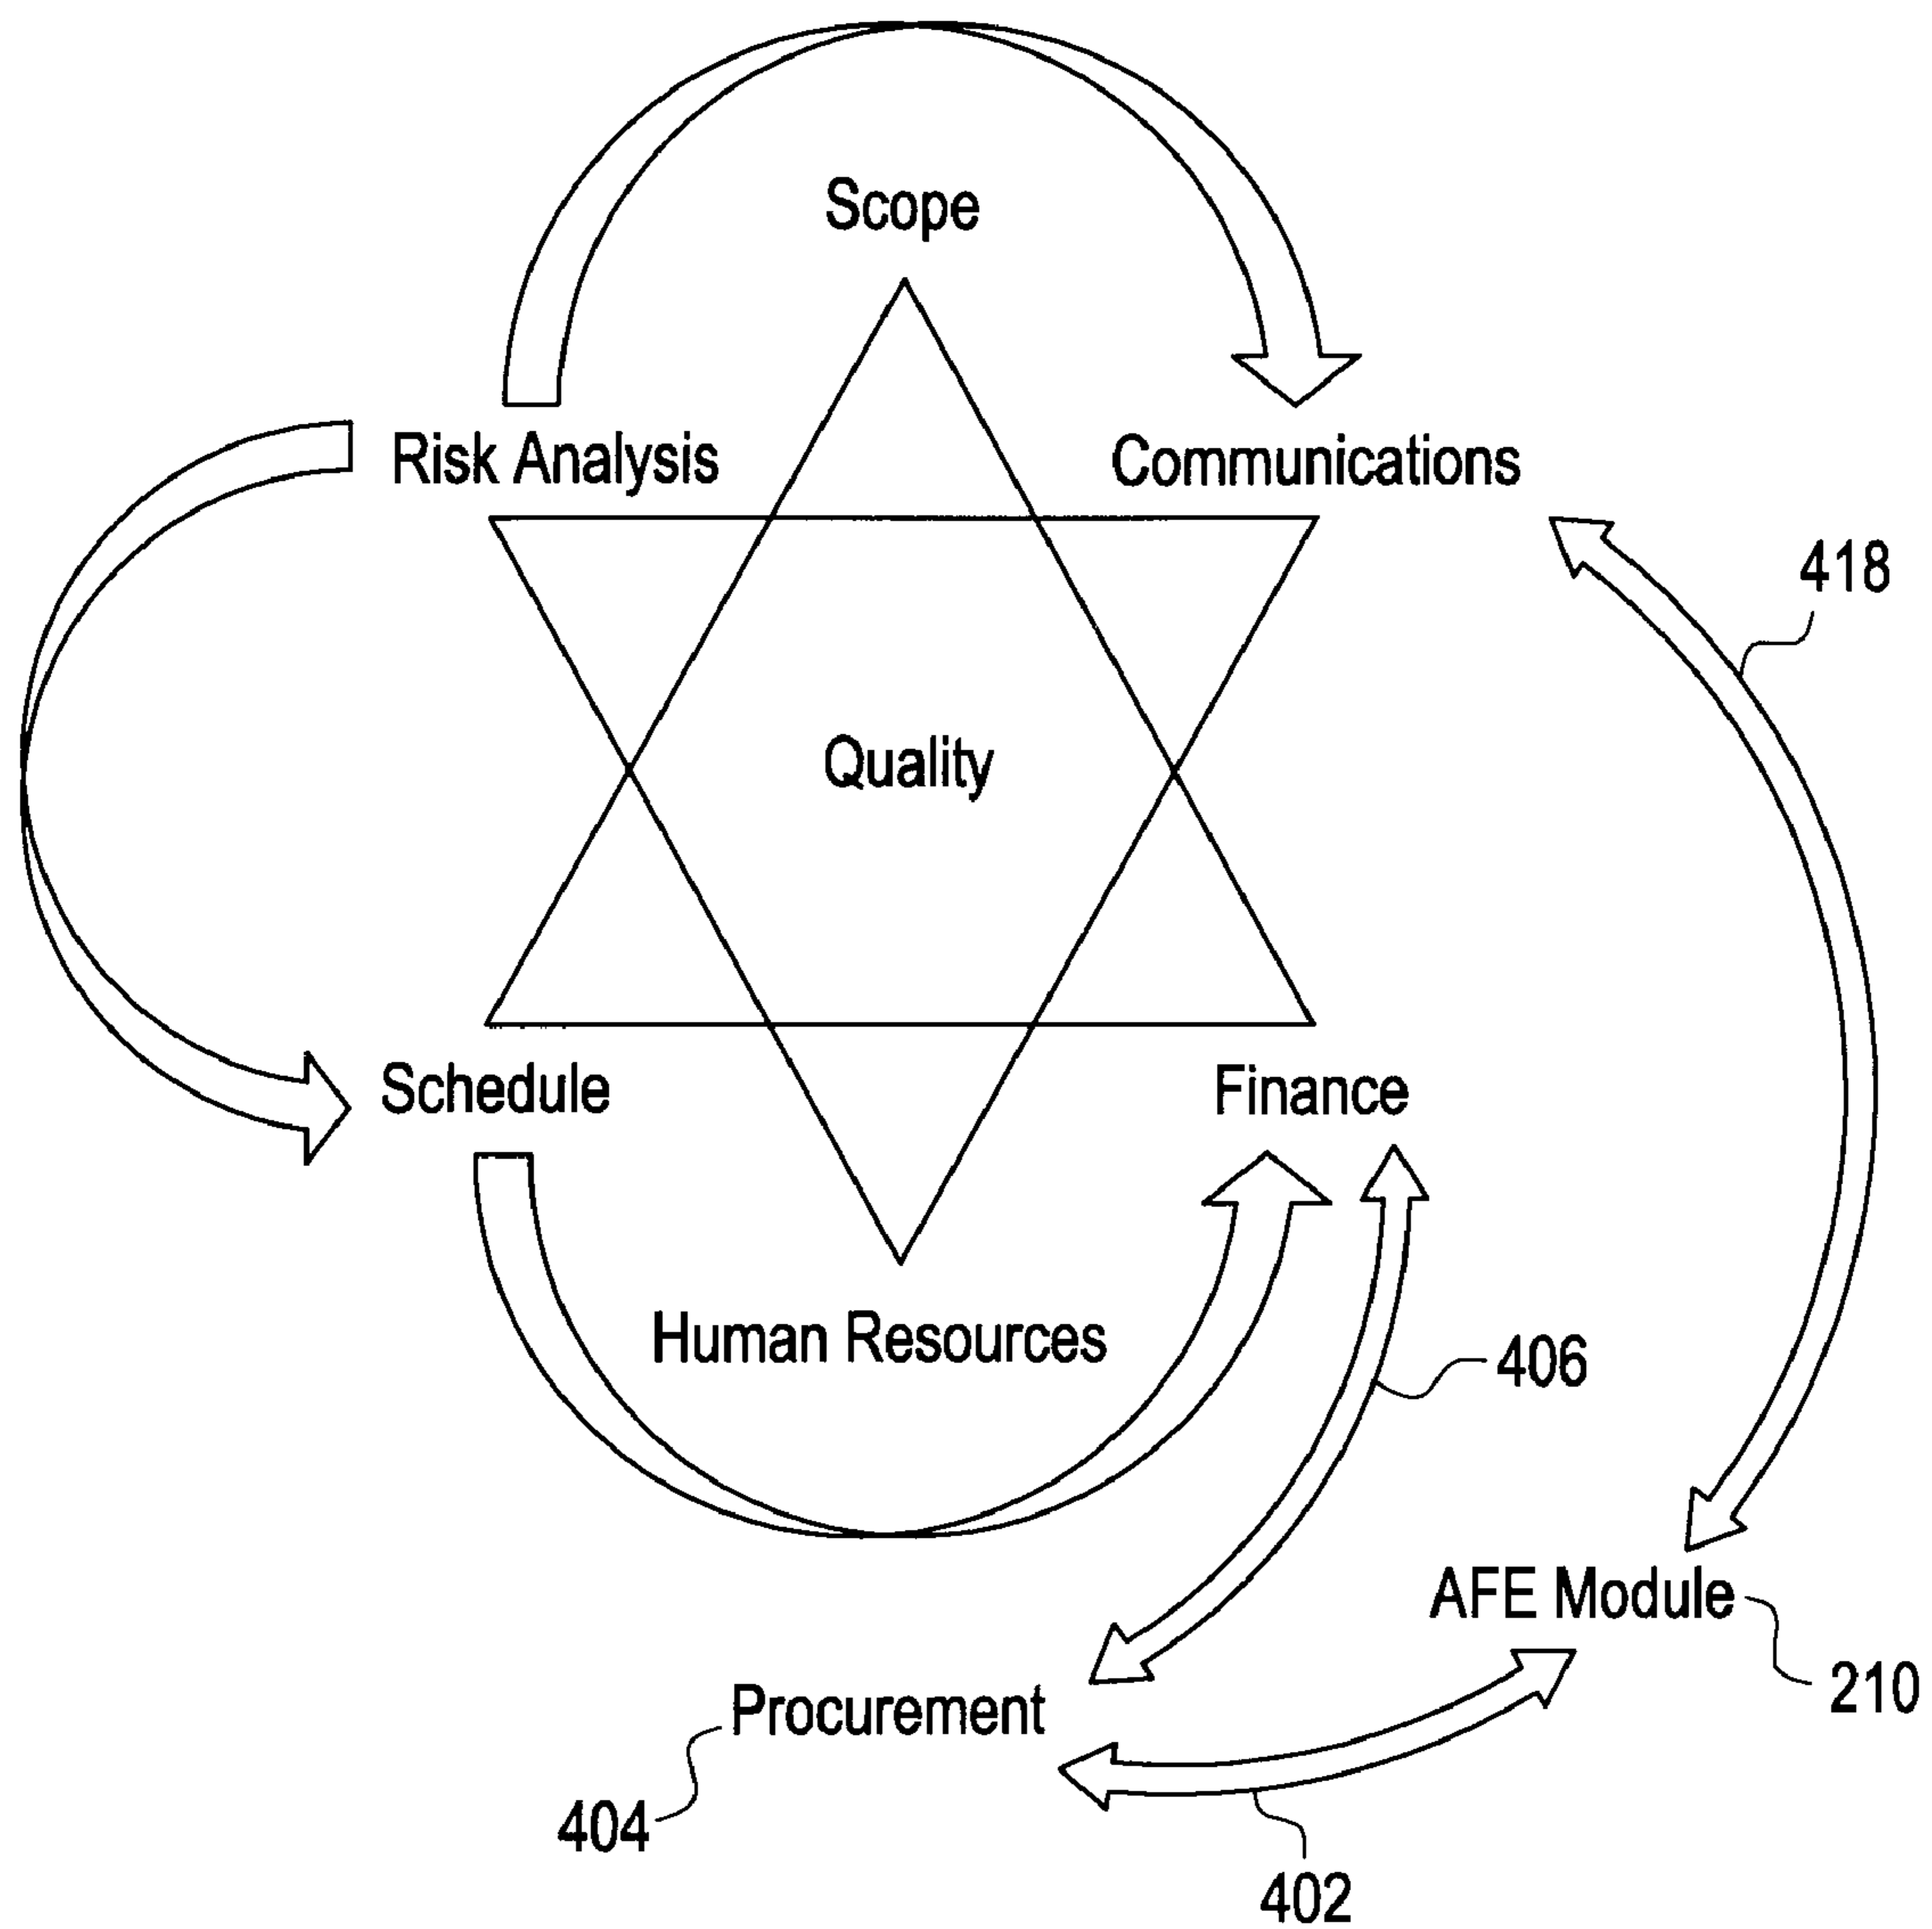 Scope
Risk Analysis
Communications
418
Quality
Schedule
Finance
Human Resources
406
AFE Module
210
Procurement
404
402